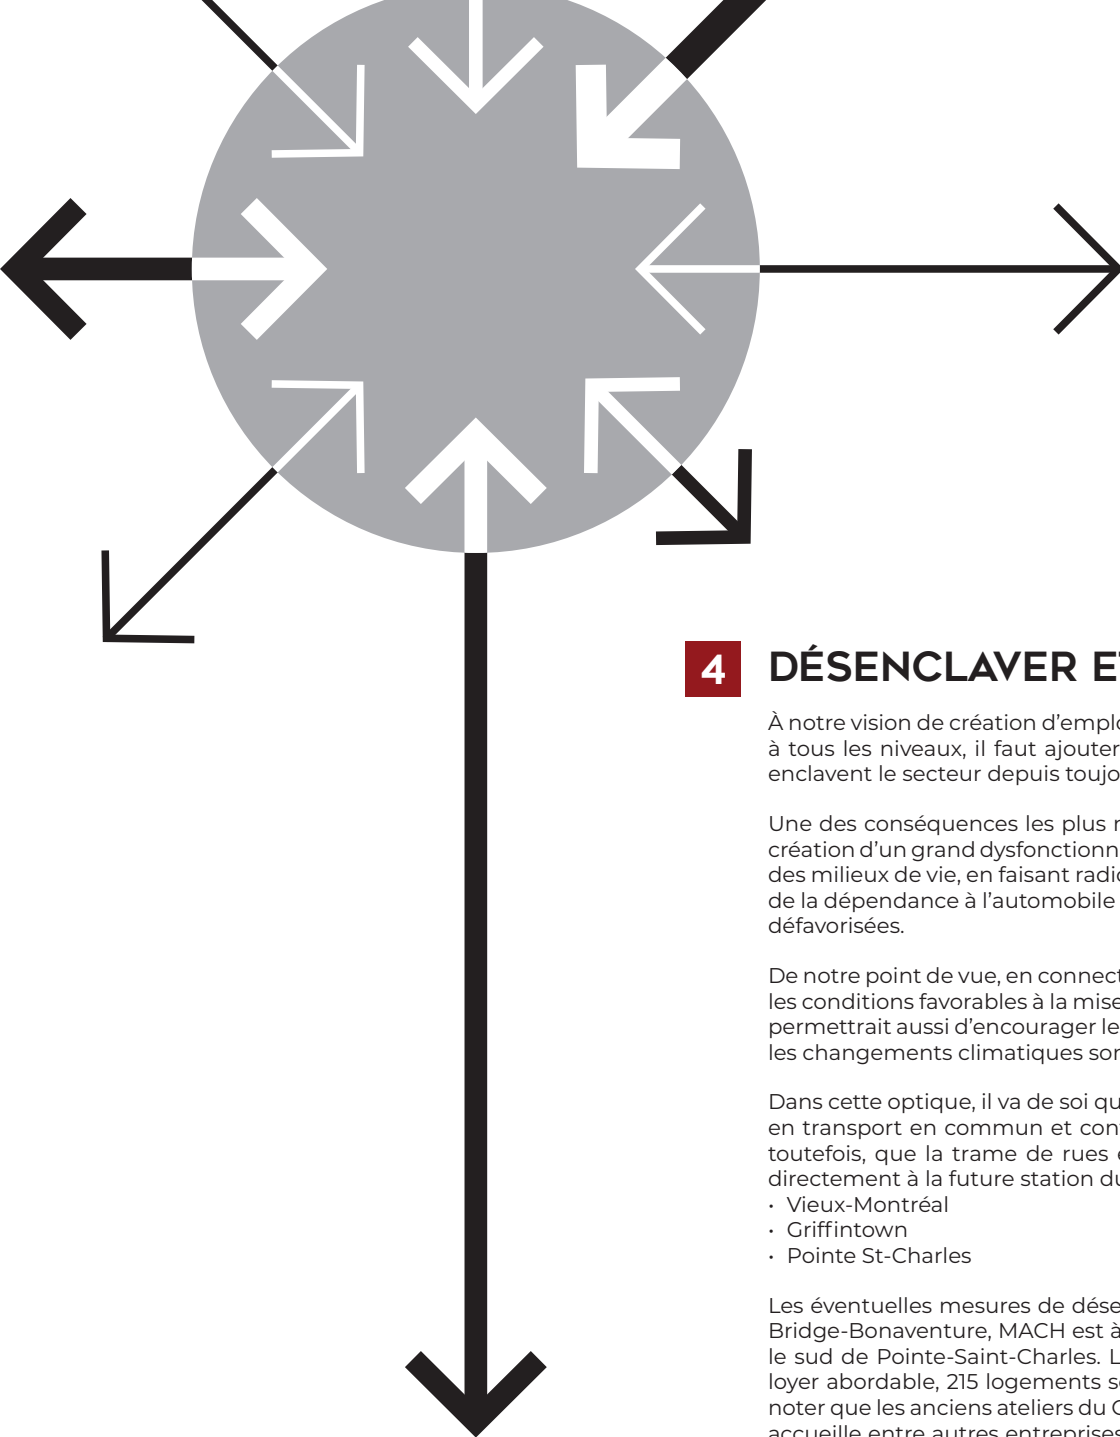 4 DÉSENCLAVER ET
À notre vision de création d’emplo
à tous les niveaux, il faut ajouter
enclavent le secteur depuis toujo
Une des conséquences les plus
création d’un grand dysfonctionn
des milieux de vie, en faisant radi
de la dépendance à l’automobile
défavorisées.
De notre point de vue, en connect
les conditions favorables à la mise
permettrait aussi d’encourager le
les changements climatiques son
Dans cette optique, il va de soi qu
en transport en commun et con
toutefois, que la trame de rues
directement à la future station du
• Vieux-Montréal
• Griffintown
• Pointe St-Charles
Les éventuelles mesures de dése
Bridge-Bonaventure, MACH est à
le sud de Pointe-Saint-Charles. L
loyer abordable, 215 logements s
noter que les anciens ateliers du C
accueille entre autres entreprises